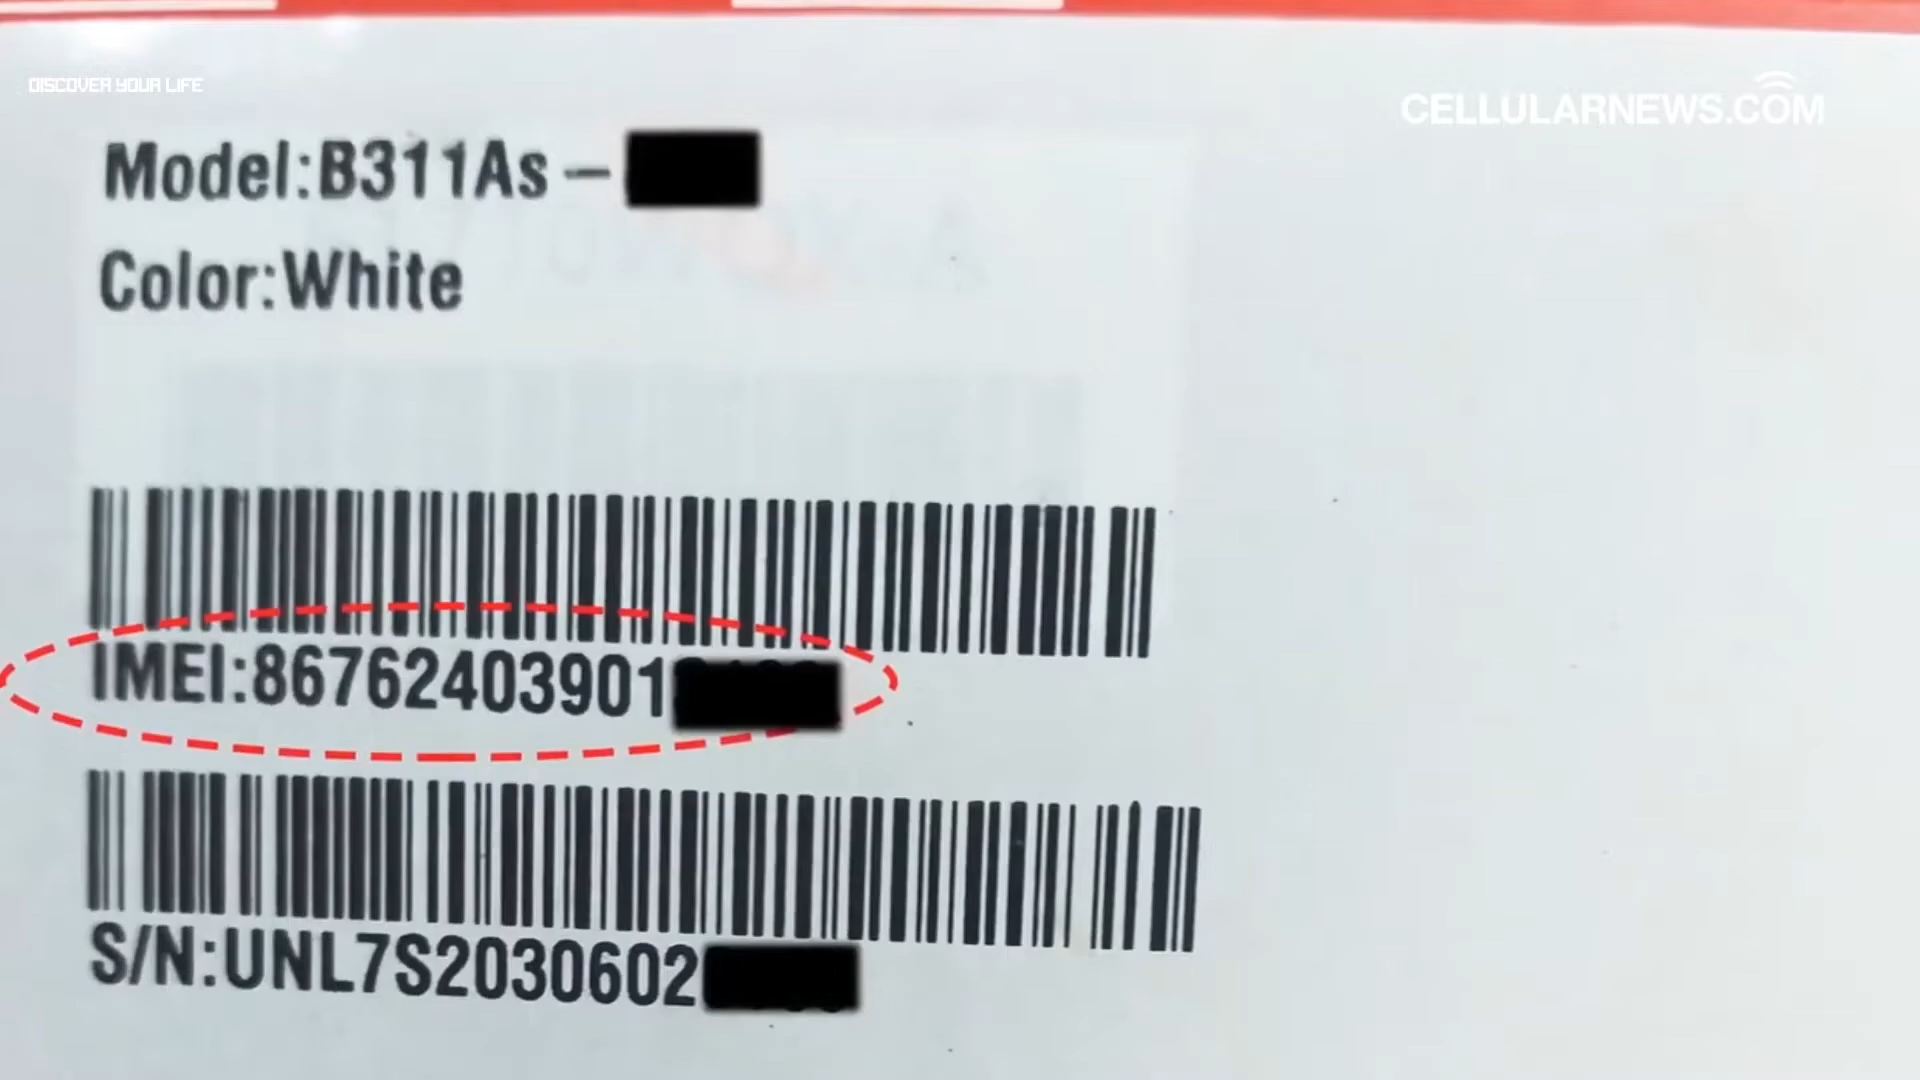 DISCOVER YOUR LIFE
CELLULARNEWS.COM
Model:B311As-
Color:White
IMEI:86762403901
S/N:UNL7S2030602